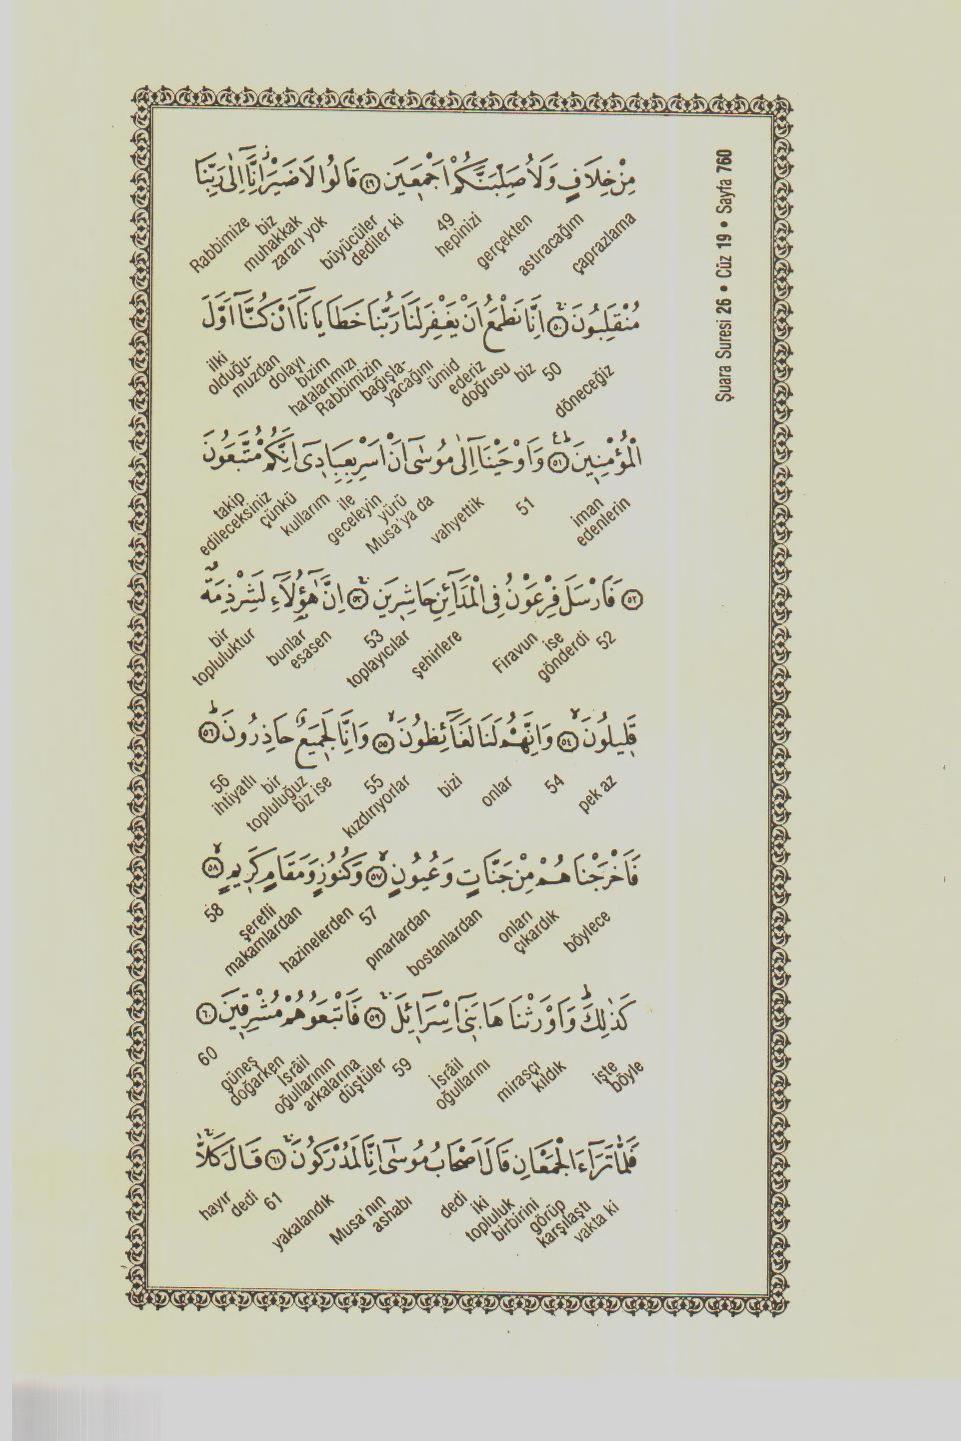 Şuara Suresi 26 • Cüz 19 • Sayfa 760
مِنْ خِلَافٍ وَلَاُصَلِّبَنَّكُمْ اَجْمَعِينَ ﴿٤٩﴾ قَالُوا لَا ضَيْرَ اِنَّا اِلٰى رَبِّنَا
çaprazlama astıracağım gerçekten hepinizi 49 dediler ki büyücüler zararı yok muhakkak biz Rabbimize
مُنْقَلِبُونَ ﴿٥٠﴾ اِنَّا نَطْمَعُ اَنْ يَغْفِرَ لَنَا رَبُّنَا خَطَايَانَا اَنْ كُنَّا اَوَّلَ
döneceğiz 50 biz doğrusu ederiz ümid yacağını bağışla- Rabbimizin hatalarımızı bizim dolayı muzdan olduğu- ilki
الْمُؤْمِنِينَ ﴿٥١﴾ وَاَوْحَيْنَا اِلٰى مُوسٰى اَنْ اَسْرِ بِعِبَادِى اِنَّكُمْ مُتَّبَعُونَ
iman edenlerin 51 vahyettik Musa'ya da yürü geceleyin ile kullarım çünkü takip edileceksiniz
﴿٥٢﴾ فَاَرْسَلَ فِرْعَوْنُ فِى الْمَدَائِنِ حَاشِرِينَ ﴿٥٣﴾ اِنَّ هٰؤُلَاءِ لَشِرْذِمَةٌ
52 gönderdi ise Firavun şehirlere toplayıcılar 53 esasen bunlar bir topluluktur
قَلِيلُونَ ﴿٥٤﴾ وَاِنَّهُمْ لَنَا لَغَائِظُونَ ﴿٥٥﴾ وَاِنَّا لَجَمِيعٌ حَاذِرُونَ ﴿٥٦﴾
pek az 54 onlar bizi kızdırıyorlar 55 biz ise topluluğuz bir ihtiyatlı 56
فَاَخْرَجْنَاهُمْ مِنْ جَنَّاتٍ وَعُيُونٍ ﴿٥٧﴾ وَكُنُوزٍ وَمَقَامٍ كَرِيمٍ ﴿٥٨﴾
böylece çıkardık onları bostanlardan pınarlardan 57 hazinelerden makamlardan şerefli 58
كَذٰلِكَ وَاَوْرَثْنَاهَا بَنِى اِسْرَائِلَ ﴿٥٩﴾ فَاَتْبَعُوهُمْ مُشْرِقِينَ ﴿٦٠﴾
işte böyle mirasçı kıldık İsrâil oğullarını 59 düştüler arkalarına oğullarının İsrâil doğarken güneş 60
فَلَمَّا تَرَاءَ الْجَمْعَانِ قَالَ اَصْحَابُ مُوسٰى اِنَّا لَمُدْرَكُونَ ﴿٦١﴾ قَالَ كَلَّا
vakta ki karşılaştı görüp birbirini topluluk iki dedi ashabı Musa'nın yakalandık 61 dedi hayır